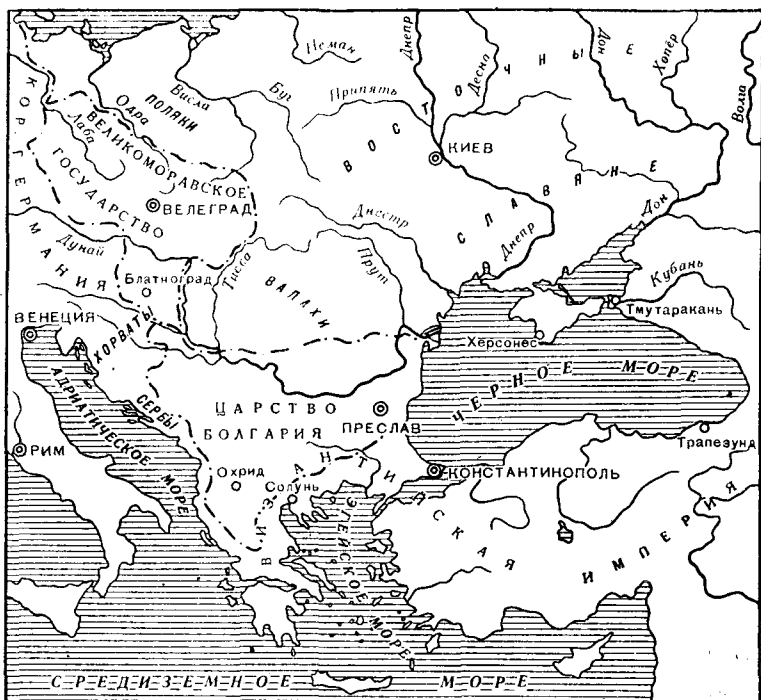 Неман
Днепр
Десна
Дон
Хопёр
Волга
Висла
Буг
Припять
ВОСТОЧНЫЕ
СЛАВЯНЕ
ПОЛЯКИ
Одра
Лаба
КОР. ГЕРМАНИЯ
ВЕЛИКОМОРАВСКОЕ
ГОСУДАРСТВО
ВЕЛЕГРАД
КИЕВ
Днестр
Днепр
Дон
Дунай
Блатноград
Тисса
Прут
ВАЛАХИ
Кубань
Тмутаракань
ВЕНЕЦИЯ
ХОРВАТЫ
Херсонес
ЧЕРНОЕ МОРЕ
АДРИАТИЧЕСКОЕ МОРЕ
СЕРБЫ
ЦАРСТВО
БОЛГАРИЯ
ПРЕСЛАВ
РИМ
Охрид
Солунь
КОНСТАНТИНОПОЛЬ
Трапезунд
ВИЗАНТИЙСКАЯ ИМПЕРИЯ
ЭГЕЙСКОЕ МОРЕ
СРЕДИЗЕМНОЕ МОРЕ